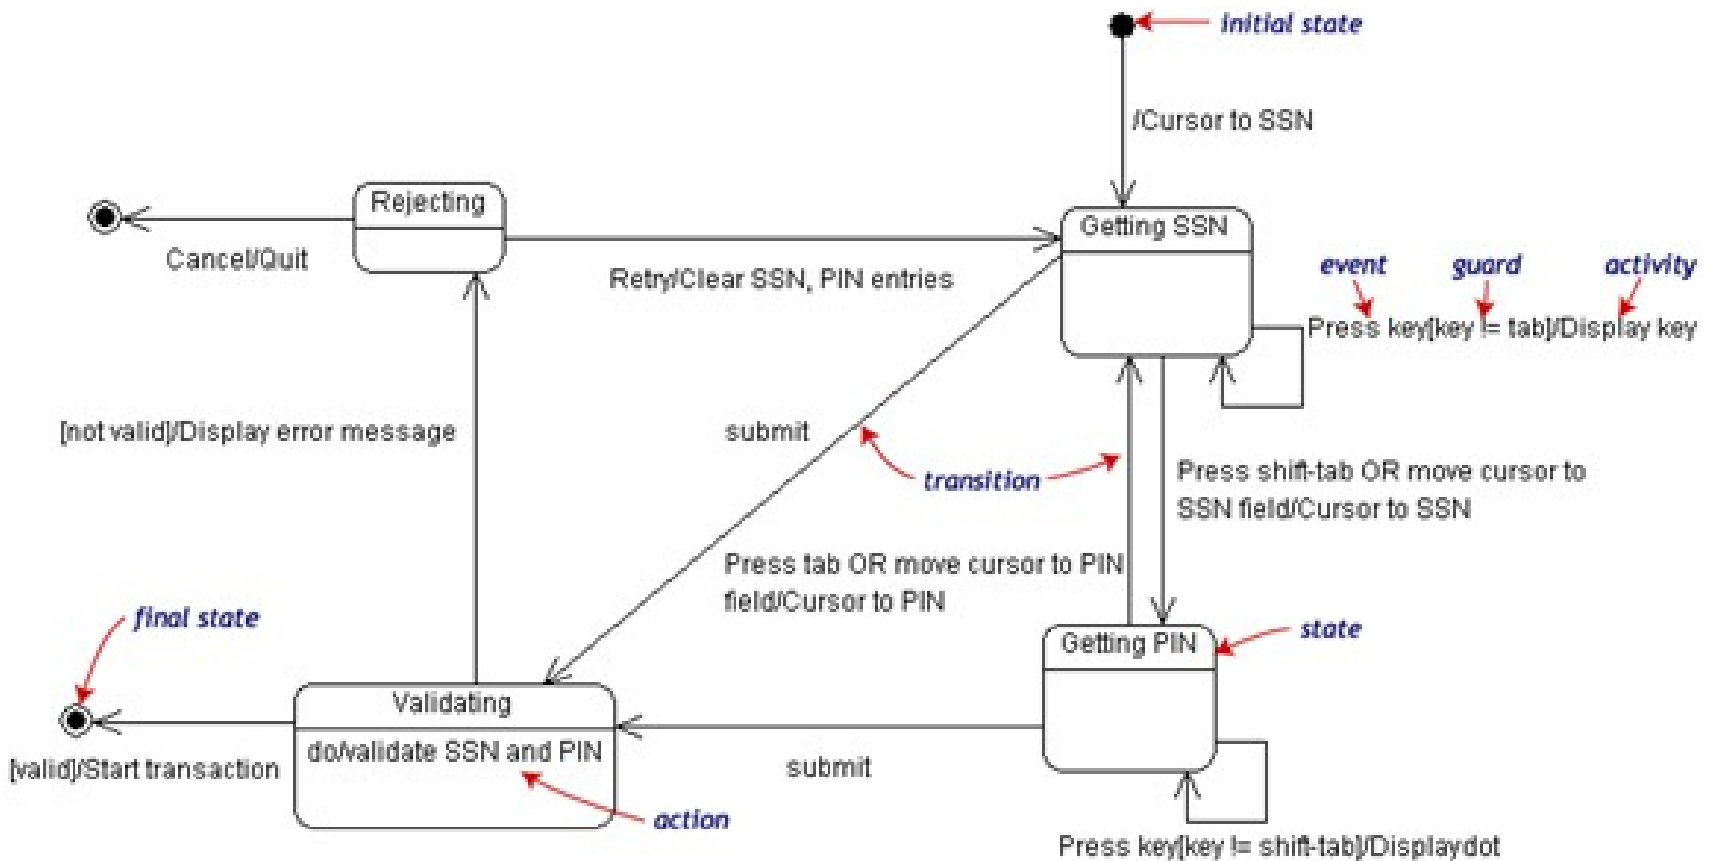 initial state
/Cursor to SSN
Rejecting
Getting SSN
Cancel/Quit
Retry/Clear SSN, PIN entries
event
guard
activity
Press key[key != tab]/Display key
[not valid]/Display error message
submit
transition
Press shift-tab OR move cursor to
SSN field/Cursor to SSN
Press tab OR move cursor to PIN
field/Cursor to PIN
final state
Getting PIN
state
Validating
do/validate SSN and PIN
[valid]/Start transaction
submit
action
Press key[key != shift-tab]/Displaydot